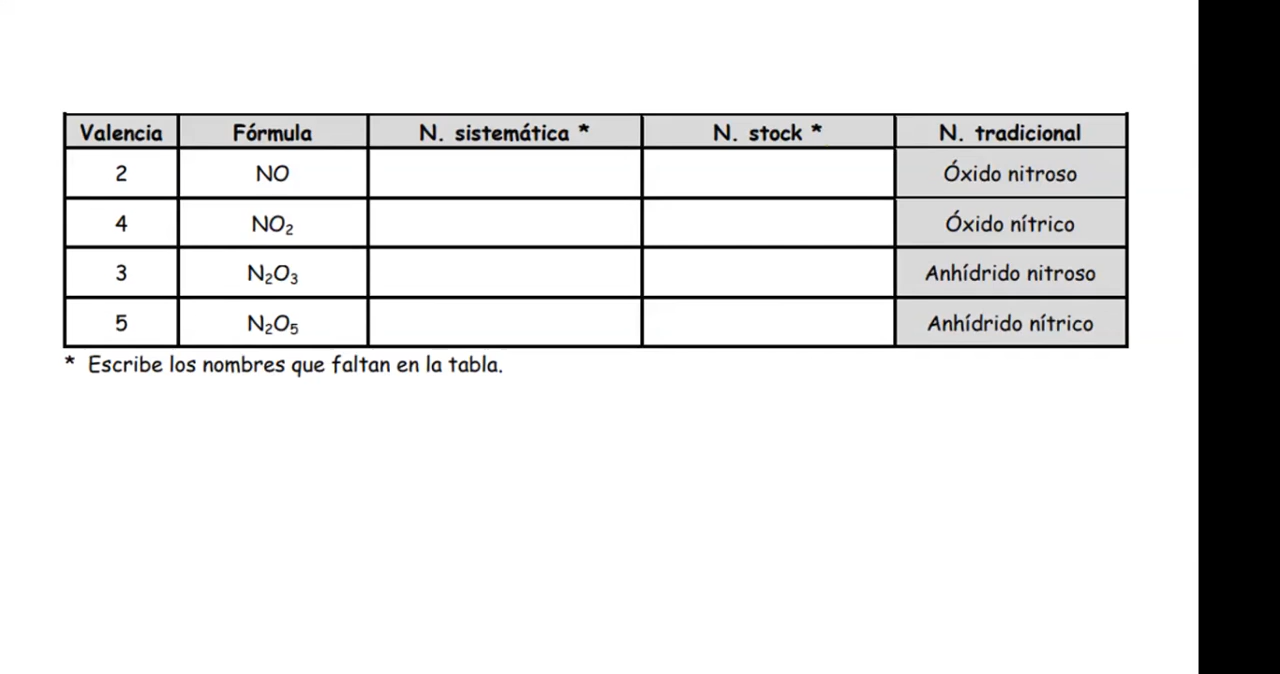 Valencia Fórmula N. sistemática * N. stock * N. tradicional
2 NO Óxido nitroso
4 NO₂ Óxido nítrico
3 N₂O₃ Anhídrido nitroso
5 N₂O₅ Anhídrido nítrico
* Escribe los nombres que faltan en la tabla.